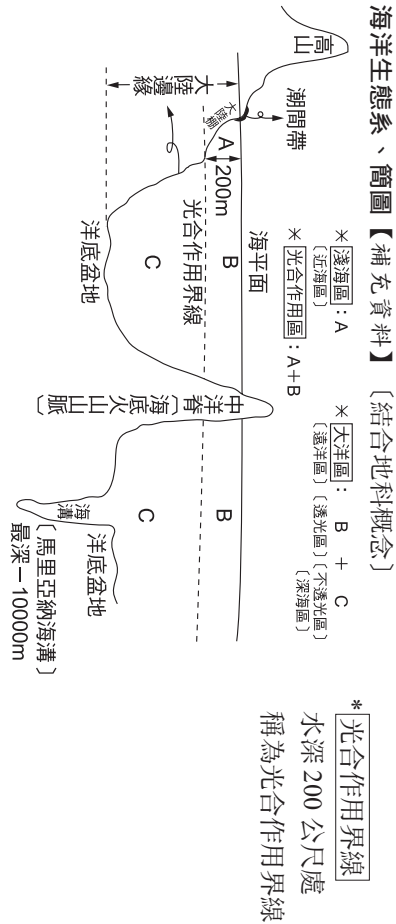 海洋生態系、簡圖【補充資料】〔結合地科概念〕
＊淺海區：A
〔近海區〕
＊大洋區： B + C
〔遠洋區〕〔透光區〕〔不透光區〕
〔深海區〕
＊光合作用區：A+B
高山
潮間帶
海平面
大陸棚
A
200m
B
B
大陸邊緣
光合作用界線
C
C
洋底盆地
中洋脊〔海底火山山脈〕
海溝
洋底盆地
〔馬里亞納海溝〕
最深－10000m
*光合作用界線
水深200公尺處
稱為光合作用界線